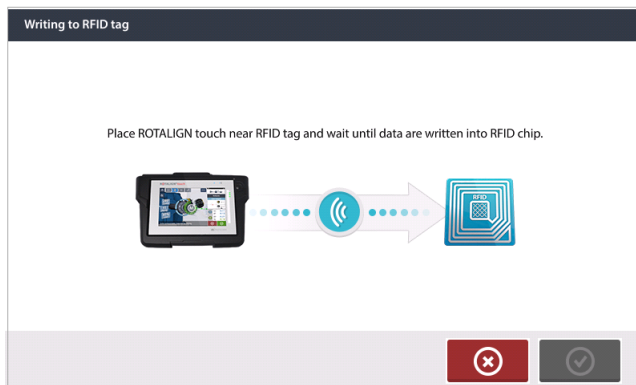 Writing to RFID tag
Place ROTALIGN touch near RFID tag and wait until data are written into RFID chip.
RFID